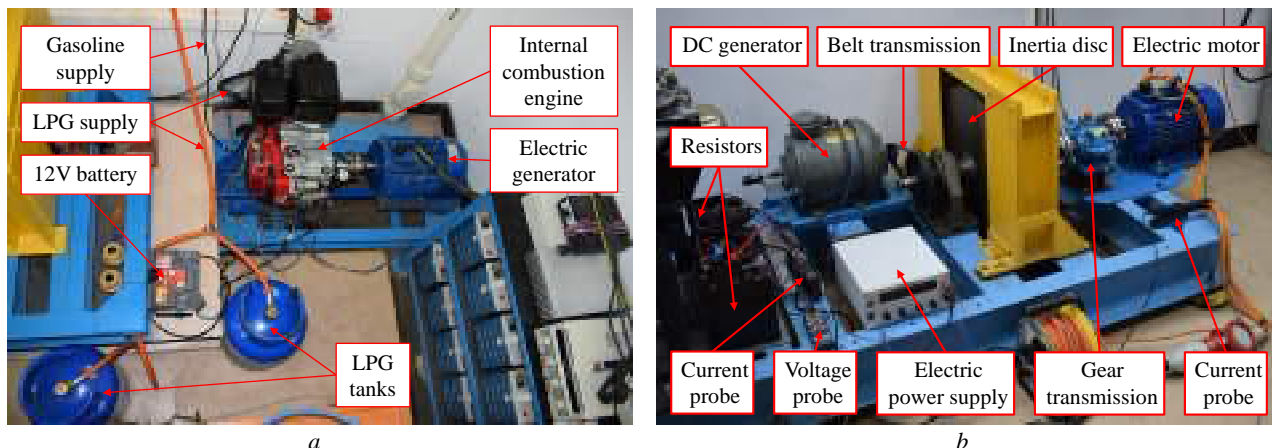 Gasoline
supply
LPG supply
12V battery
Internal
combustion
engine
Electric
generator
LPG
tanks
a
DC generator
Belt transmission
Inertia disc
Electric motor
Resistors
Current
probe
Voltage
probe
Electric
power supply
Gear
transmission
Current
probe
b